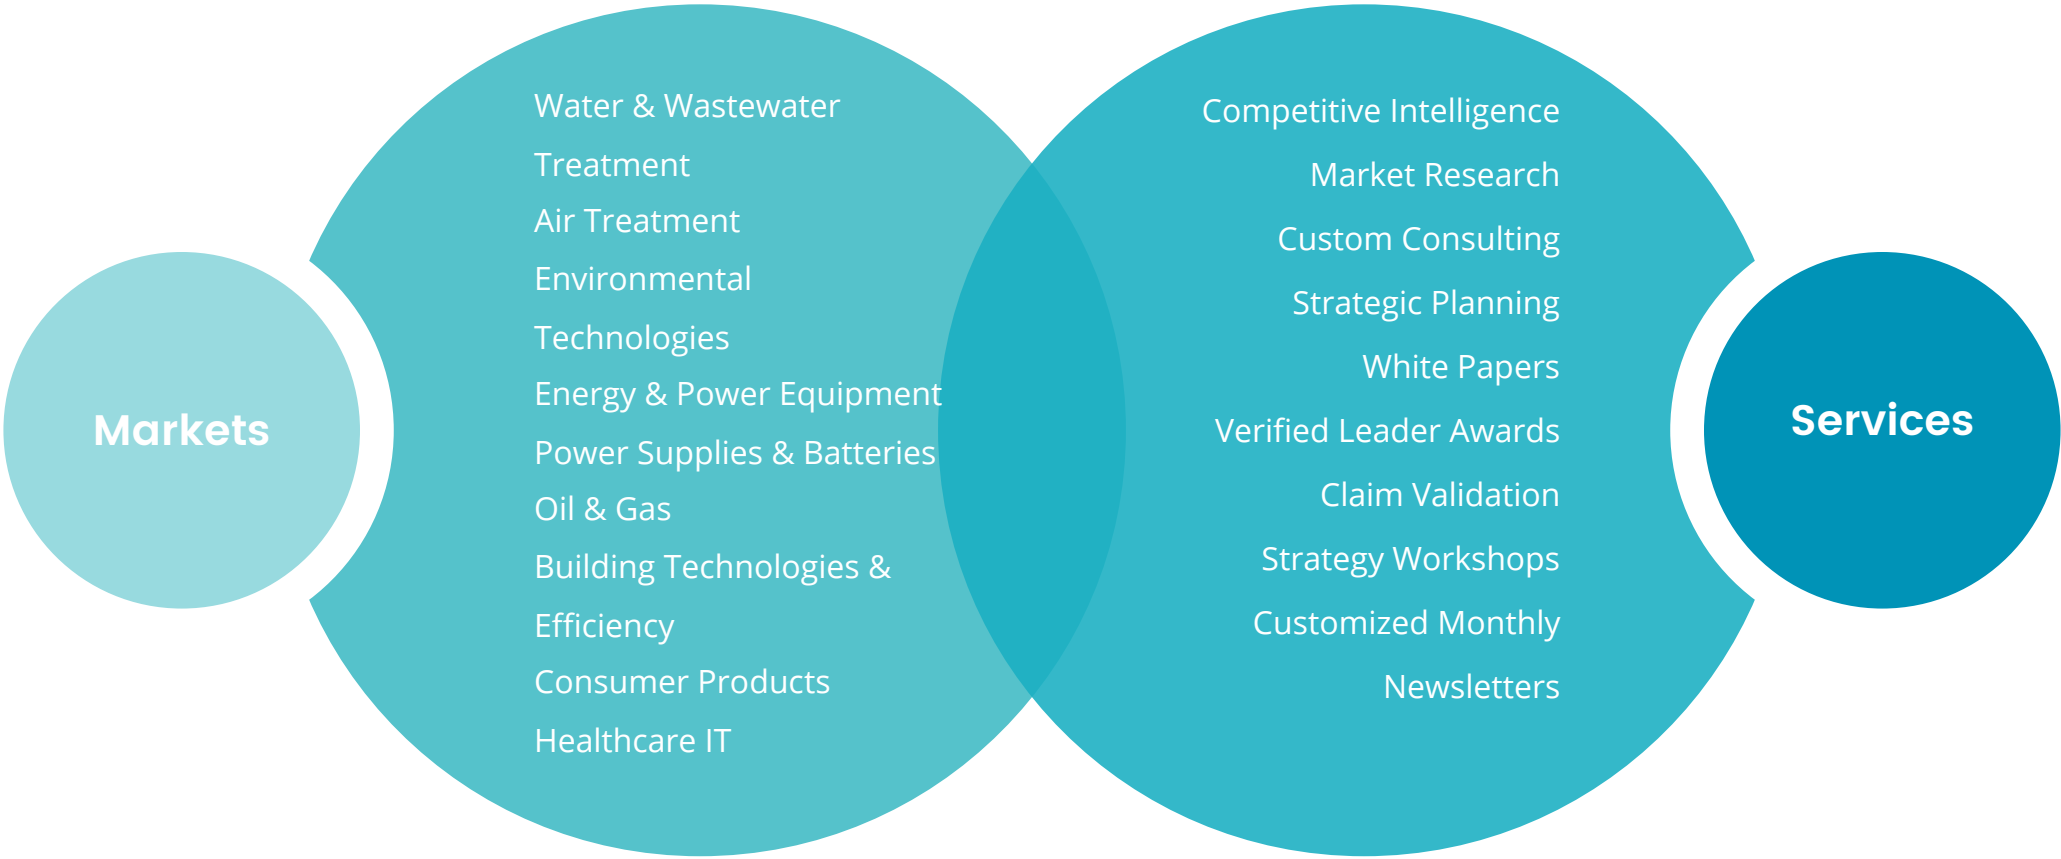 Markets
Water & Wastewater
Treatment
Air Treatment
Environmental
Technologies
Energy & Power Equipment
Power Supplies & Batteries
Oil & Gas
Building Technologies &
Efficiency
Consumer Products
Healthcare IT
Competitive Intelligence
Market Research
Custom Consulting
Strategic Planning
White Papers
Verified Leader Awards
Claim Validation
Strategy Workshops
Customized Monthly
Newsletters
Services